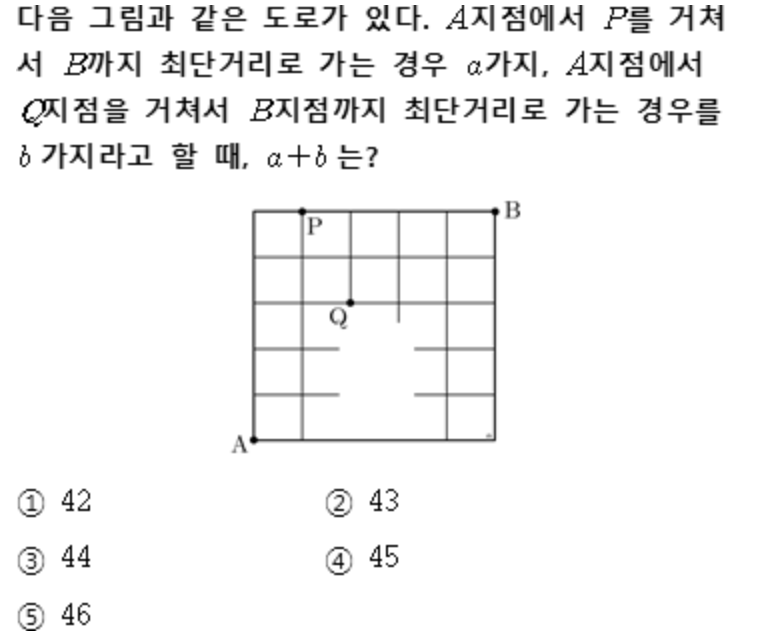 다음 그림과 같은 도로가 있다. A지점에서 P를 거쳐
서 B까지 최단거리로 가는 경우 a가지, A지점에서
Q지점을 거쳐서 B지점까지 최단거리로 가는 경우를
b 가지라고 할 때, a+b 는?
P
B
Q
A
① 42
② 43
③ 44
④ 45
⑤ 46